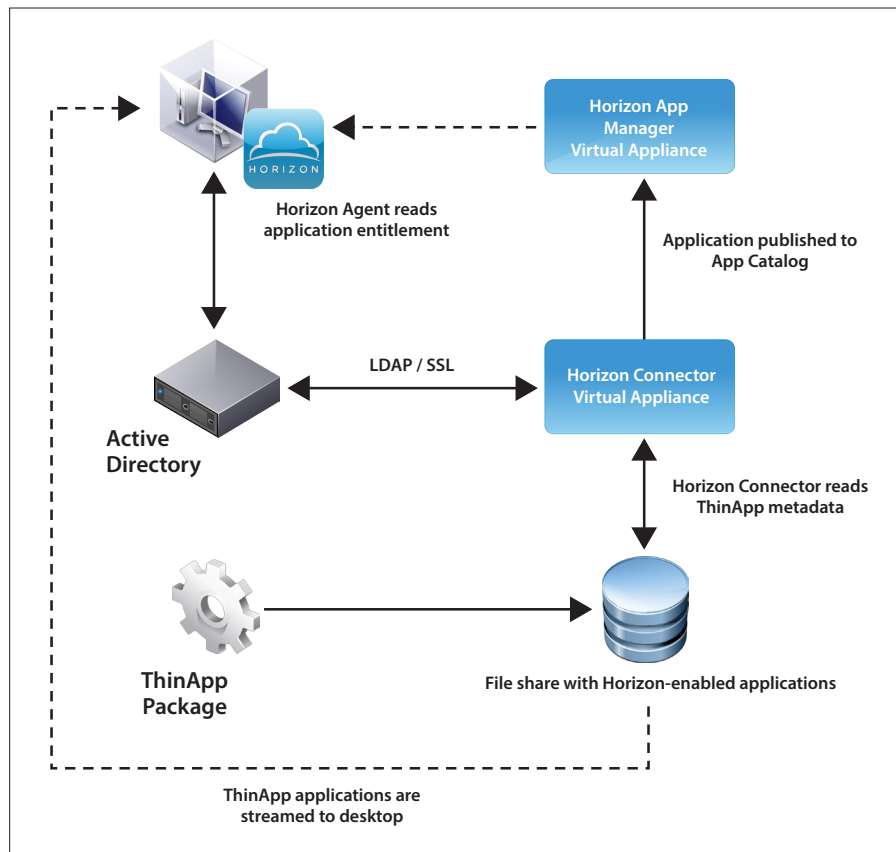 Horizon App
Manager
Virtual Appliance
HORIZON
Horizon Agent reads
application entitlement
Application published to
App Catalog
LDAP / SSL
Horizon Connector
Virtual Appliance
Active
Directory
Horizon Connector reads
ThinApp metadata
ThinApp
Package
File share with Horizon-enabled applications
ThinApp applications are
streamed to desktop